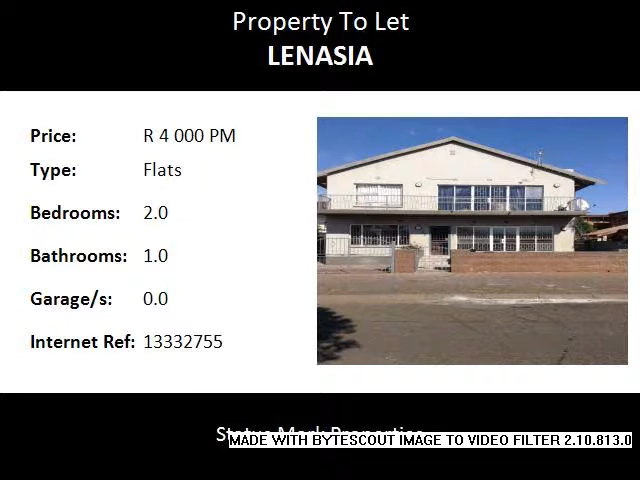 Property To Let
LENASIA
Price: R 4 000 PM
Type: Flats
Bedrooms: 2.0
Bathrooms: 1.0
Garage/s: 0.0
Internet Ref: 13332755
MADE WITH BYTESCOUT IMAGE TO VIDEO FILTER 2.10.813.0